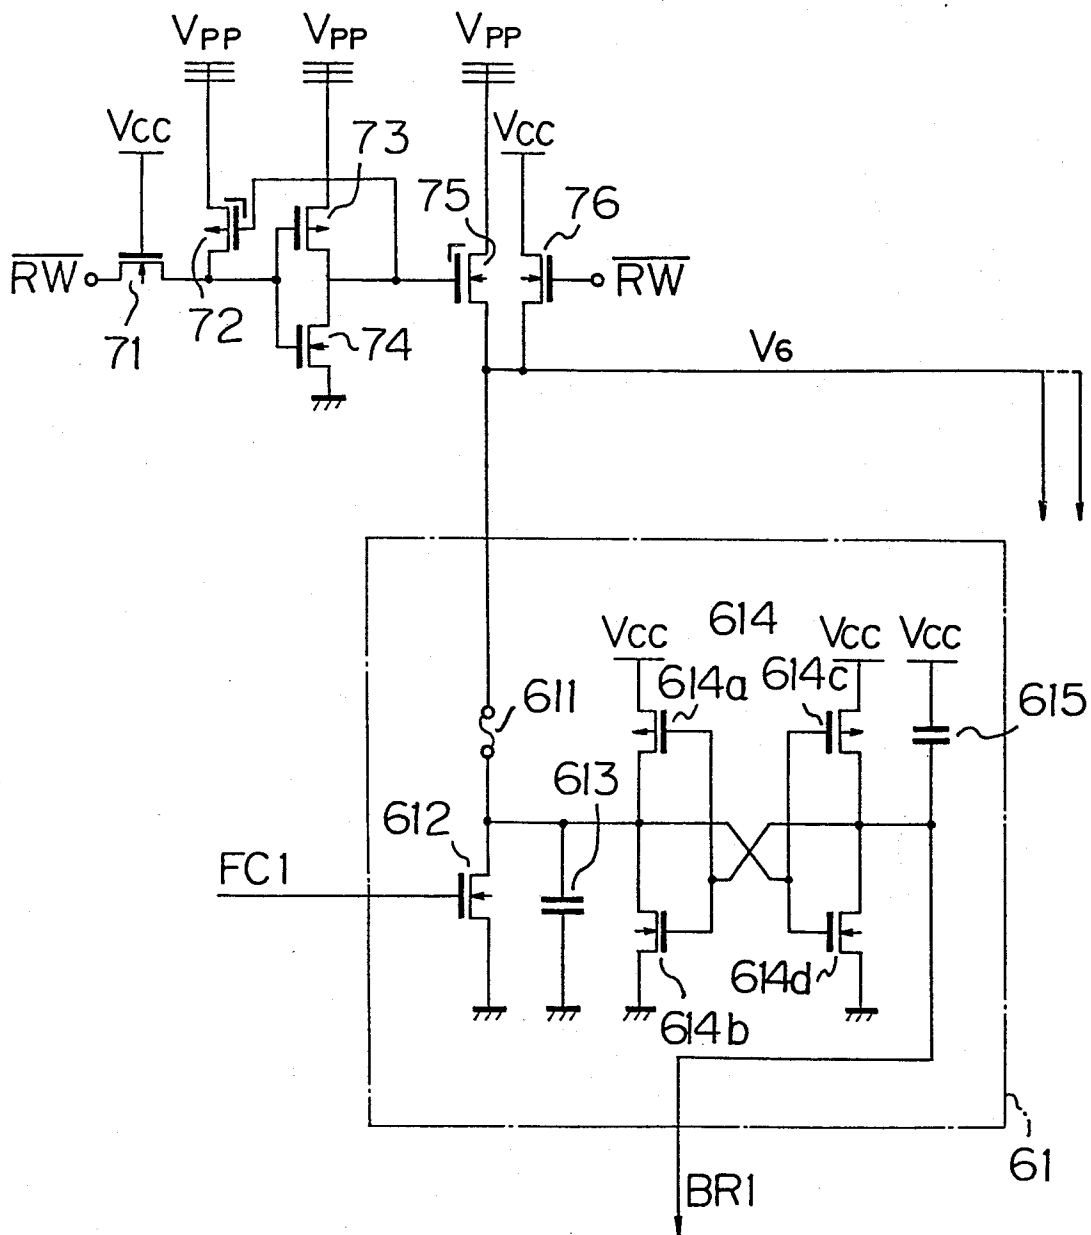 VPP VPP VPP
VCC 73 VCC
75 76
RW RW
71 72 74
V6
614
VCC VCC VCC
614a 614c
611 615
613
612
FC1
614d
614b
61
BR1